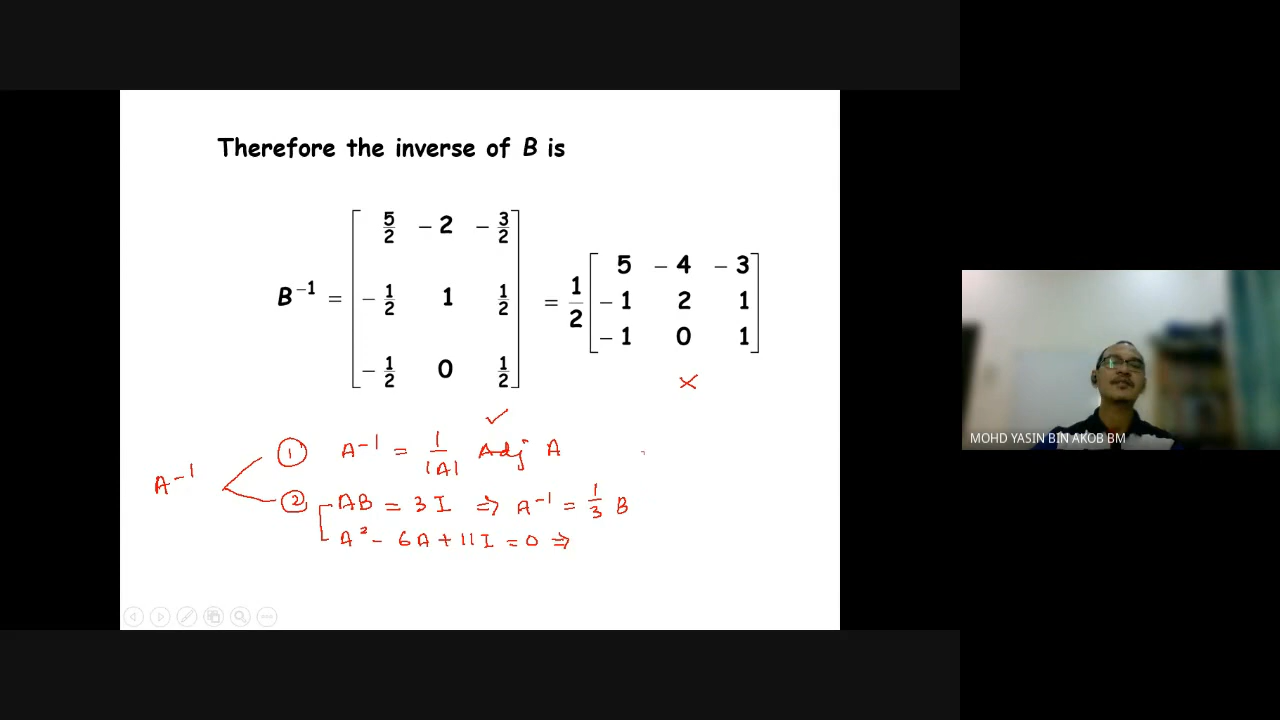 Therefore the inverse of B is
B⁻¹ = [ 5/2 −2 −3/2 ; −1/2 1 1/2 ; −1/2 0 1/2 ] = 1/2 [ 5 −4 −3 ; −1 2 1 ; −1 0 1 ]
×
✓
A⁻¹
① A⁻¹ = 1/|A| Adj A
② AB = 3I ⇒ A⁻¹ = 1/3 B
A² − 6A + 11I = 0 ⇒
MOHD YASIN BIN AKOB BM